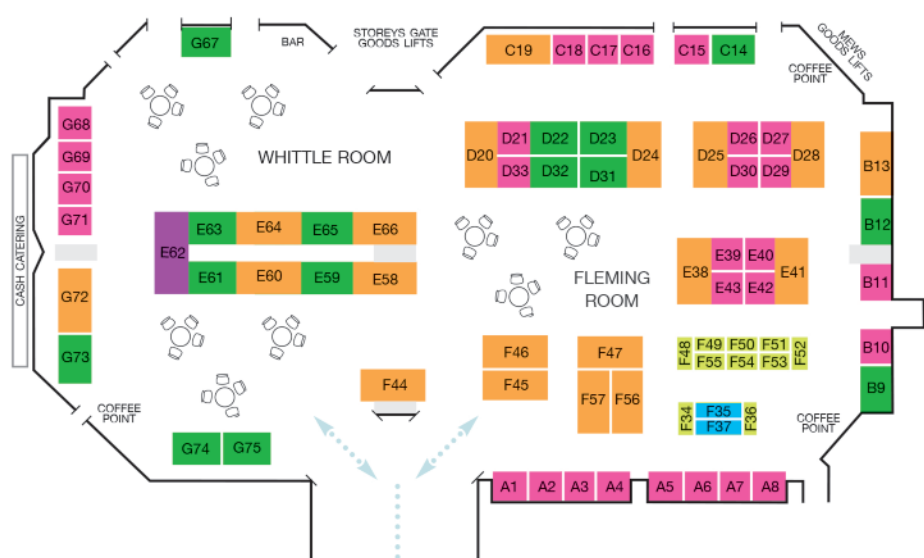 G67
BAR
STOREYS GATE
GOODS LIFTS
C19
C18
C17
C16
C15
C14
MEWS
GOODS LIFTS
COFFEE
POINT
G68
G69
G70
G71
G72
G73
CASH CATERING
WHITTLE ROOM
D20
D21
D22
D23
D24
D33
D32
D31
D25
D26
D27
D28
D30
D29
B13
B12
B11
B10
B9
E62
E63
E64
E65
E66
E61
E60
E59
E58
FLEMING
ROOM
E38
E39
E40
E41
E43
E42
F46
F45
F47
F57
F56
F48
F49
F50
F51
F52
F55
F54
F53
F34
F35
F37
F36
F44
COFFEE
POINT
COFFEE
POINT
G74
G75
A1
A2
A3
A4
A5
A6
A7
A8